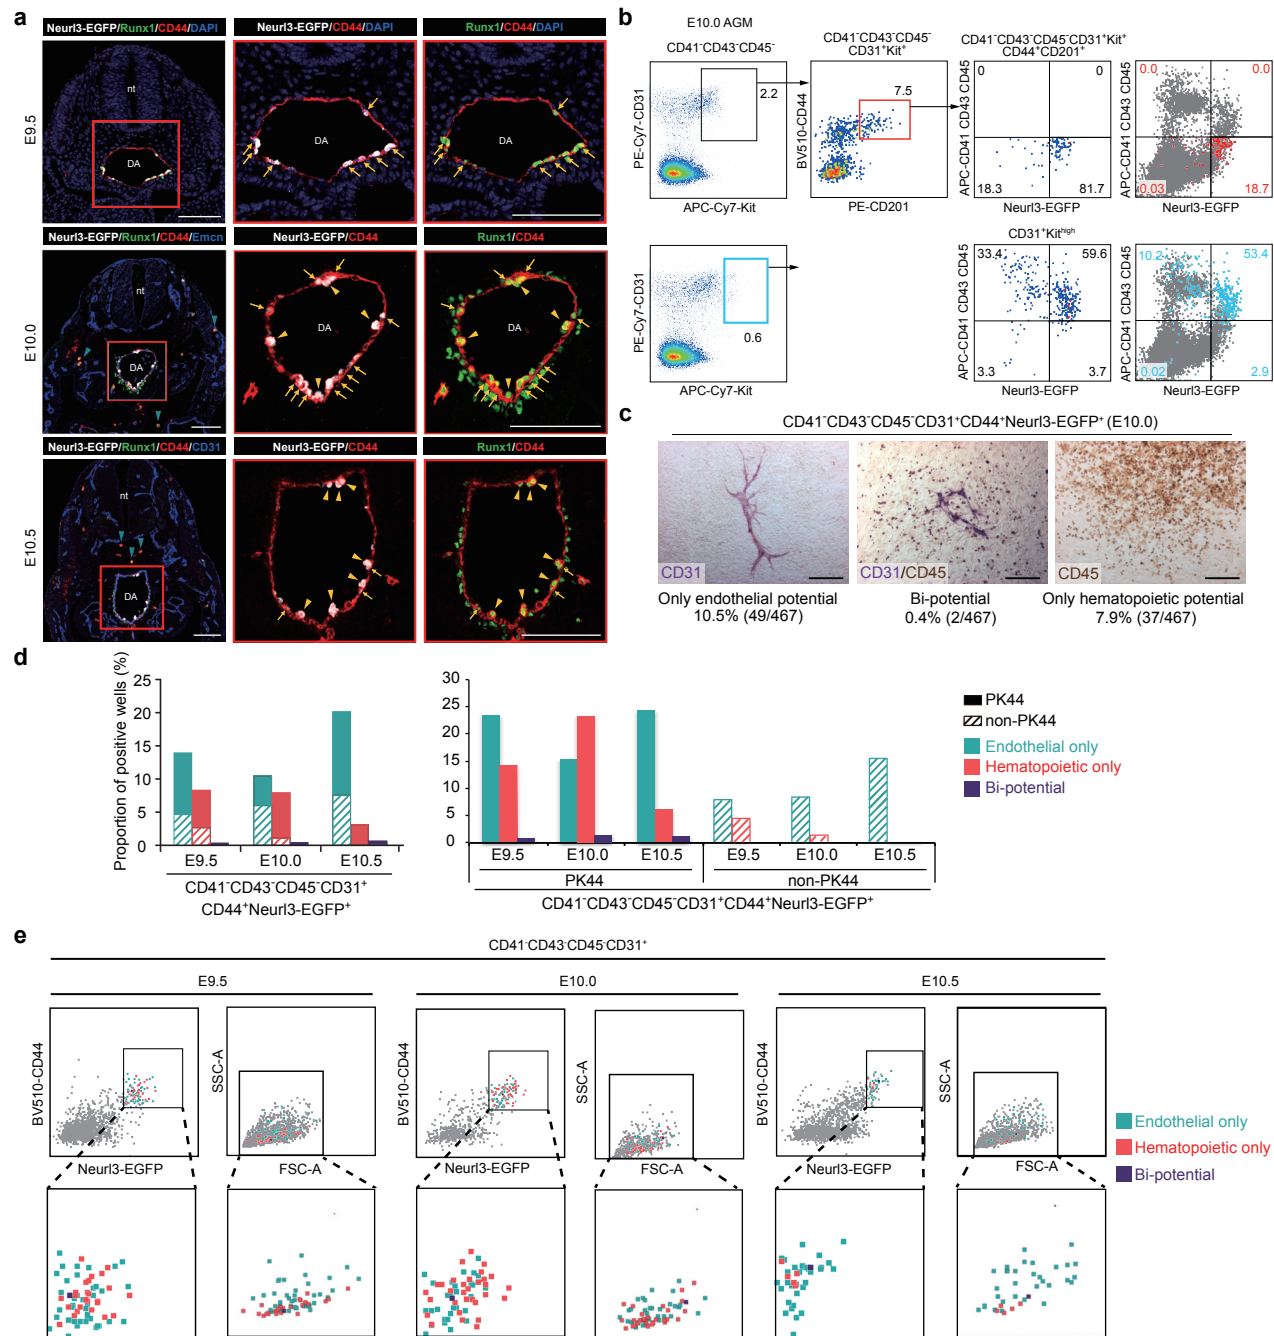 a
Neurl3-EGFP/Runx1/CD44/DAPI
Neurl3-EGFP/CD44/DAPI
Runx1/CD44/DAPI
E9.5
nt
DA
DA
DA
Neurl3-EGFP/Runx1/CD44/Emcn
Neurl3-EGFP/CD44
Runx1/CD44
E10.0
nt
DA
DA
DA
Neurl3-EGFP/Runx1/CD44/CD31
Neurl3-EGFP/CD44
Runx1/CD44
E10.5
nt
DA
DA
DA
b
E10.0 AGM
CD41⁻CD43⁻CD45⁻
2.2
PE-Cy7-CD31
APC-Cy7-Kit
CD41⁻CD43⁻CD45⁻
CD31⁺Kit⁺
7.5
BV510-CD44
PE-CD201
CD41⁻CD43⁻CD45⁻CD31⁺Kit⁺
CD44⁺CD201⁺
0
0
18.3
81.7
APC-CD41 CD43 CD45
Neurl3-EGFP
0.0
0.0
0.03
18.7
APC-CD41 CD43 CD45
Neurl3-EGFP
0.6
PE-Cy7-CD31
APC-Cy7-Kit
CD31⁺Kitʰⁱᵍʰ
33.4
59.6
3.3
3.7
APC-CD41 CD43 CD45
Neurl3-EGFP
10.2
53.4
0.02
2.9
APC-CD41 CD43 CD45
Neurl3-EGFP
c
CD41⁻CD43⁻CD45⁻CD31⁺CD44⁺Neurl3-EGFP⁺ (E10.0)
CD31
CD31/CD45
CD45
Only endothelial potential
10.5% (49/467)
Bi-potential
0.4% (2/467)
Only hematopoietic potential
7.9% (37/467)
d
Proportion of positive wells (%)
25
20
15
10
5
0
E9.5
E10.0
E10.5
CD41⁻CD43⁻CD45⁻CD31⁺
CD44⁺Neurl3-EGFP⁺
30
25
20
15
10
5
0
E9.5
E10.0
E10.5
E9.5
E10.0
E10.5
PK44
non-PK44
CD41⁻CD43⁻CD45⁻CD31⁺CD44⁺Neurl3-EGFP⁺
PK44
non-PK44
Endothelial only
Hematopoietic only
Bi-potential
e
CD41⁻CD43⁻CD45⁻CD31⁺
E9.5
E10.0
E10.5
BV510-CD44
Neurl3-EGFP
SSC-A
FSC-A
BV510-CD44
Neurl3-EGFP
SSC-A
FSC-A
BV510-CD44
Neurl3-EGFP
SSC-A
FSC-A
Endothelial only
Hematopoietic only
Bi-potential